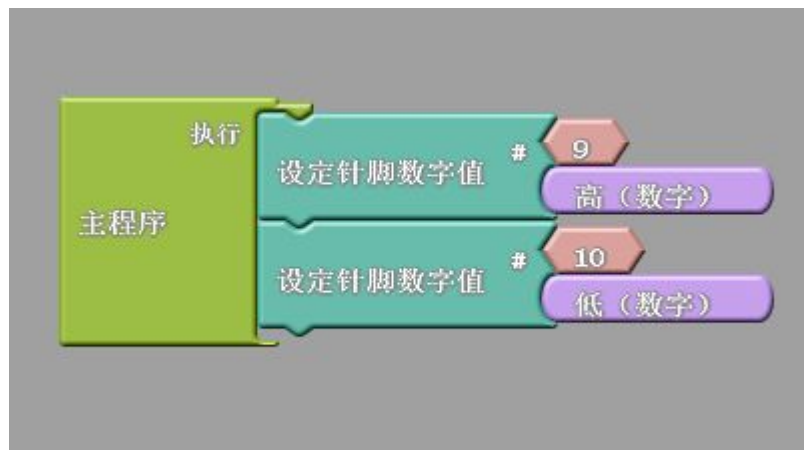 执行
主程序
设定针脚数字值 # 9
高（数字）
设定针脚数字值 # 10
低（数字）